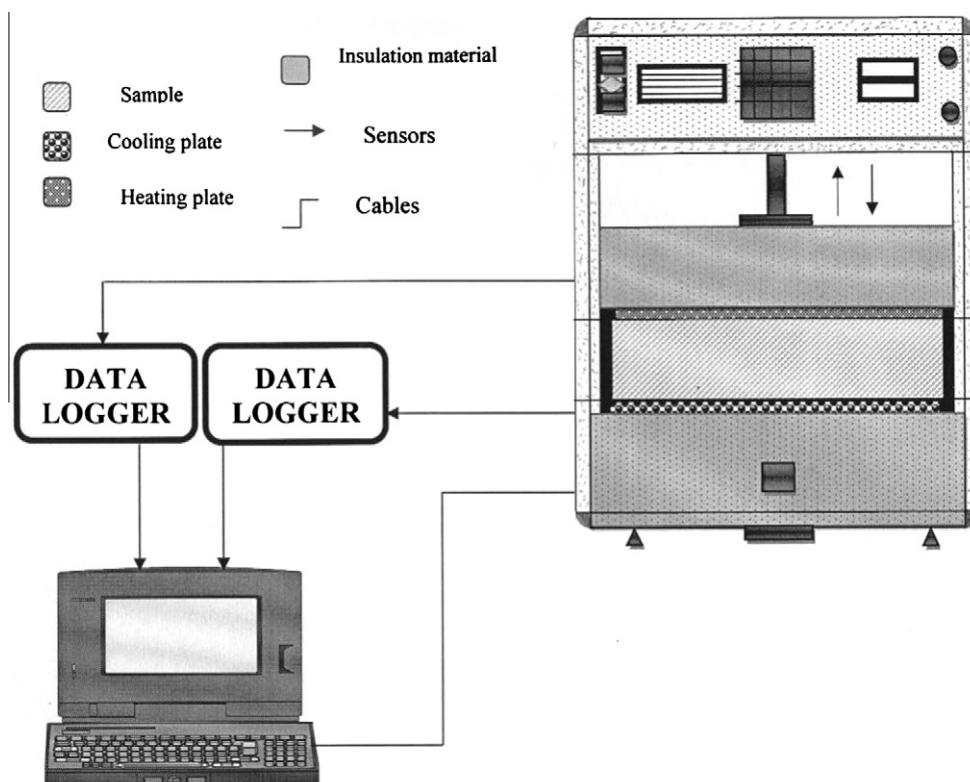 Insulation material
Sample
Sensors
Cooling plate
Heating plate
Cables
DATA
LOGGER
DATA
LOGGER